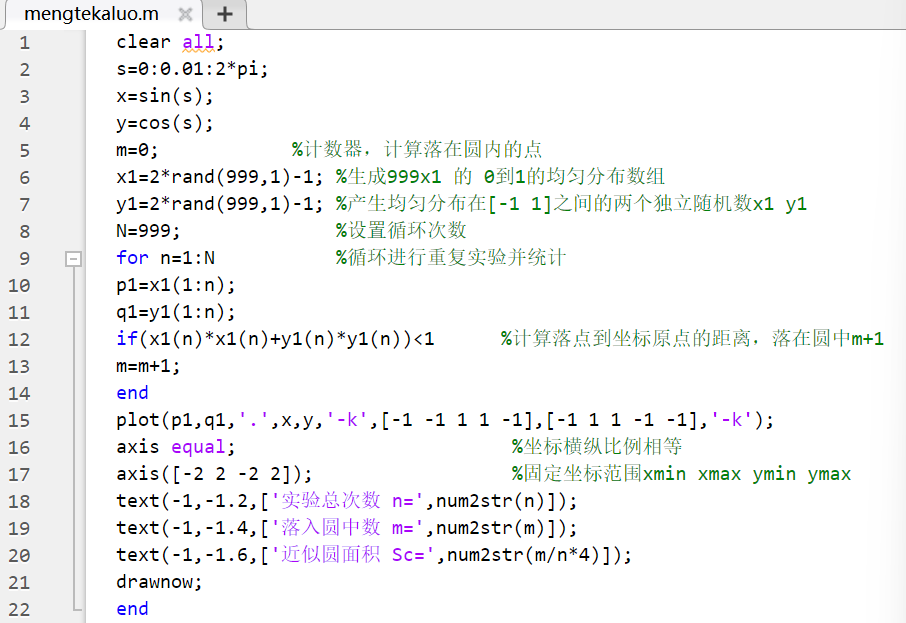 mengtekaluo.m
1 clear all;
2 s=0:0.01:2*pi;
3 x=sin(s);
4 y=cos(s);
5 m=0; %计数器，计算落在圆内的点
6 x1=2*rand(999,1)-1; %生成999x1 的 0到1的均匀分布数组
7 y1=2*rand(999,1)-1; %产生均匀分布在[-1 1]之间的两个独立随机数x1 y1
8 N=999; %设置循环次数
9 for n=1:N %循环进行重复实验并统计
10 p1=x1(1:n);
11 q1=y1(1:n);
12 if(x1(n)*x1(n)+y1(n)*y1(n))<1 %计算落点到坐标原点的距离，落在圆中m+1
13 m=m+1;
14 end
15 plot(p1,q1,'.',x,y,'-k',[-1 -1 1 1 -1],[-1 1 1 -1 -1],'-k');
16 axis equal; %坐标横纵比例相等
17 axis([-2 2 -2 2]); %固定坐标范围xmin xmax ymin ymax
18 text(-1,-1.2,['实验总次数 n=',num2str(n)]);
19 text(-1,-1.4,['落入圆中数 m=',num2str(m)]);
20 text(-1,-1.6,['近似圆面积 Sc=',num2str(m/n*4)]);
21 drawnow;
22 end